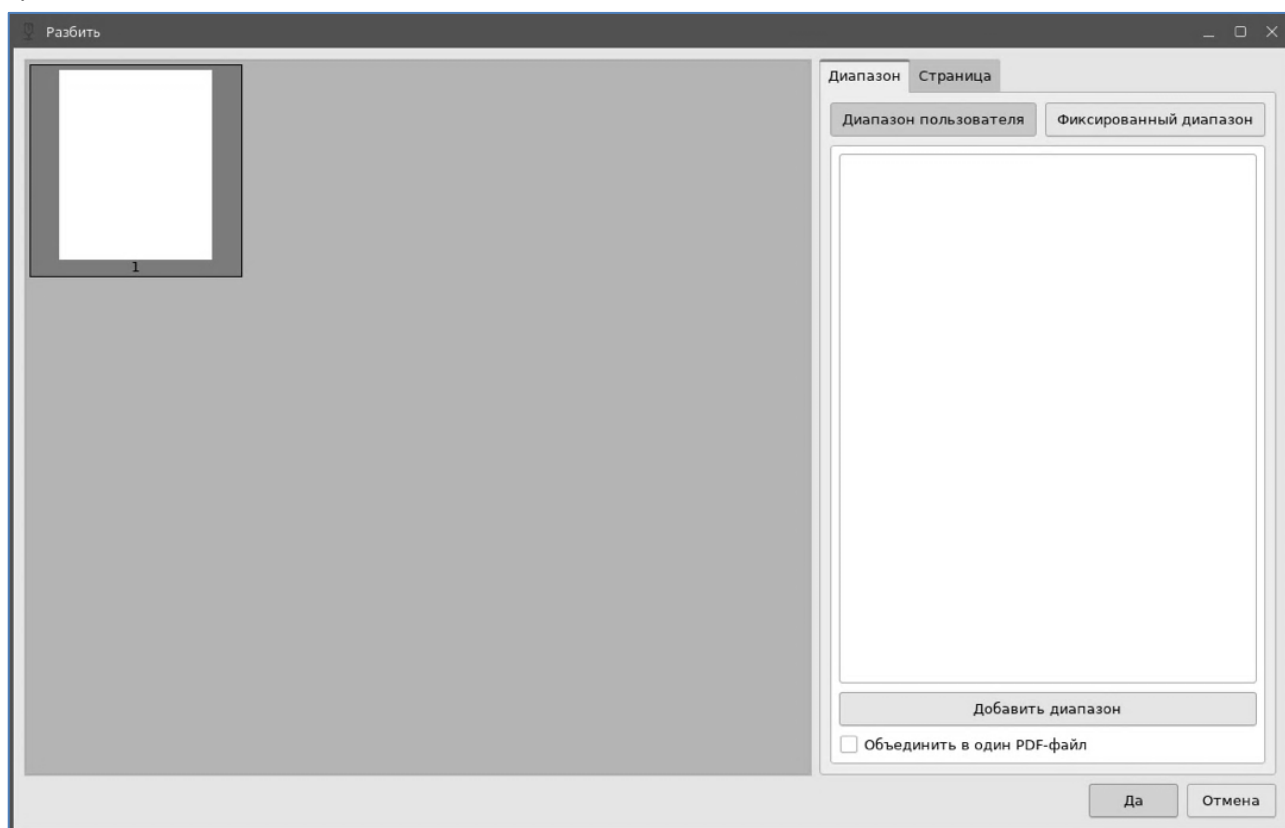 Разбить
Диапазон Страница
Диапазон пользователя Фиксированный диапазон
1
Добавить диапазон
Объединить в один PDF-файл
Да Отмена